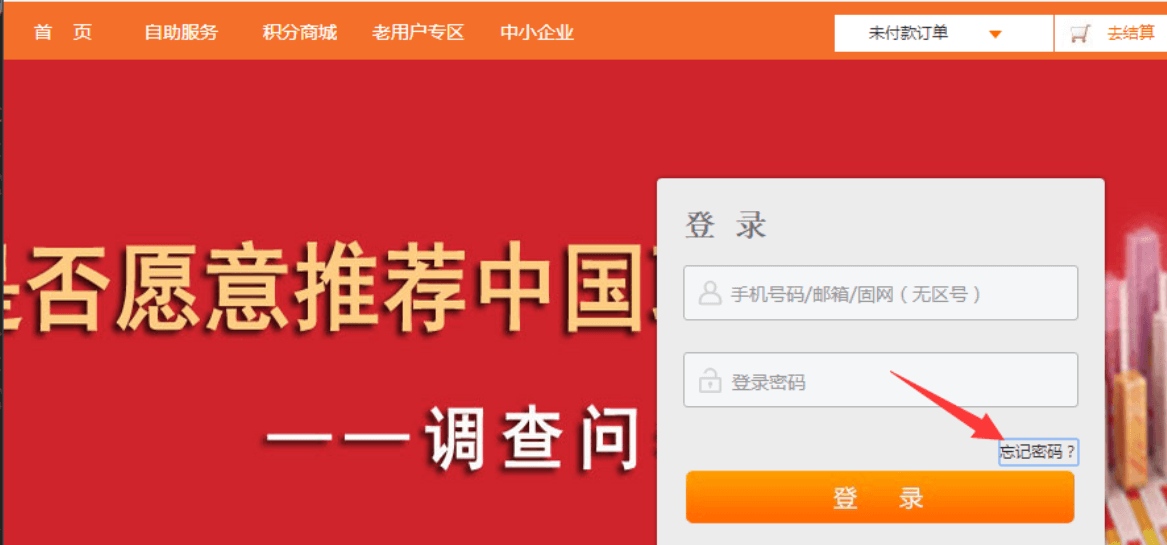 首 页 自助服务 积分商城 老用户专区 中小企业 未付款订单 去结算
登 录
手机号码/邮箱/固网(无区号)
是否愿意推荐中国
登录密码
——调查问
忘记密码？
登 录